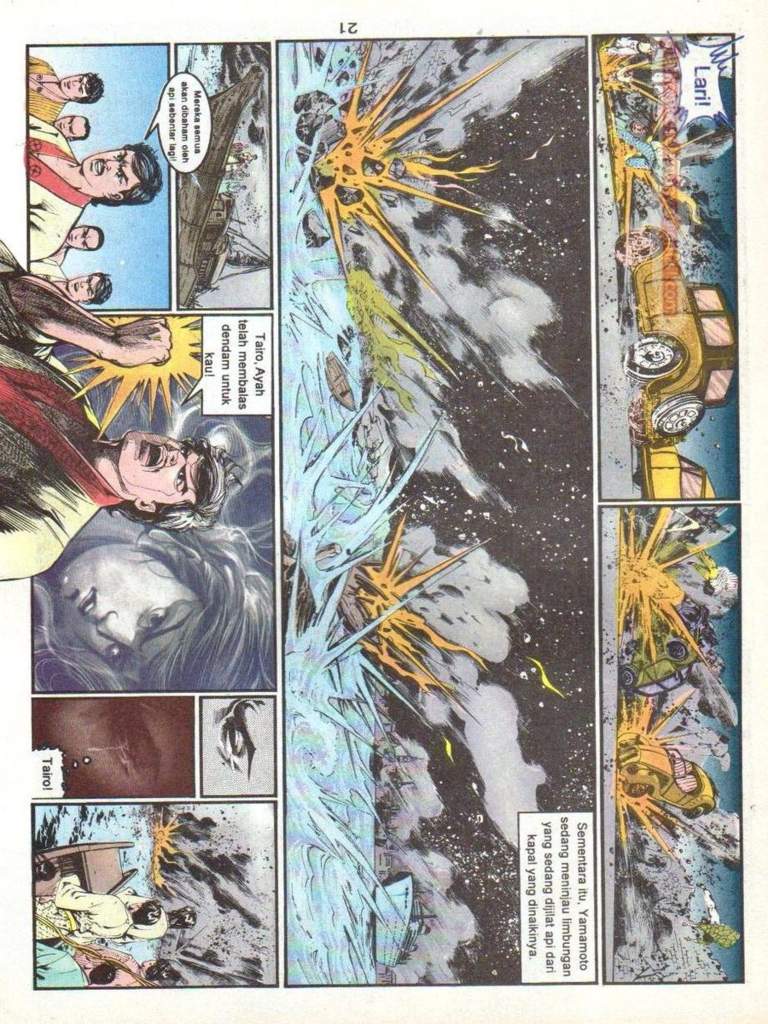 Lari!
Sementara itu, Yamamoto
sedang meninjau limbungan
yang sedang dijilat api dari
kapal yang dinaikinya.
Mereka semua
akan dibaham oleh
api sebentar lagi!
Tairo, Ayah
telah membalas
dendam untuk
kau!
Tairo!
21